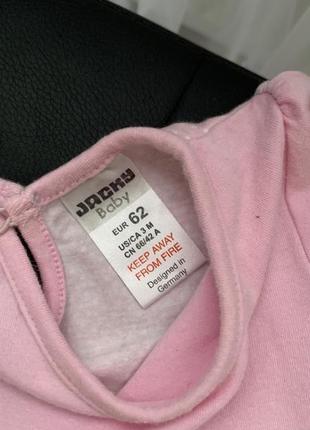 JACKY
Baby
EUR 62
US/CA 3 M
CN 66/42 A
KEEP AWAY
FROM FIRE
Designed in
Germany